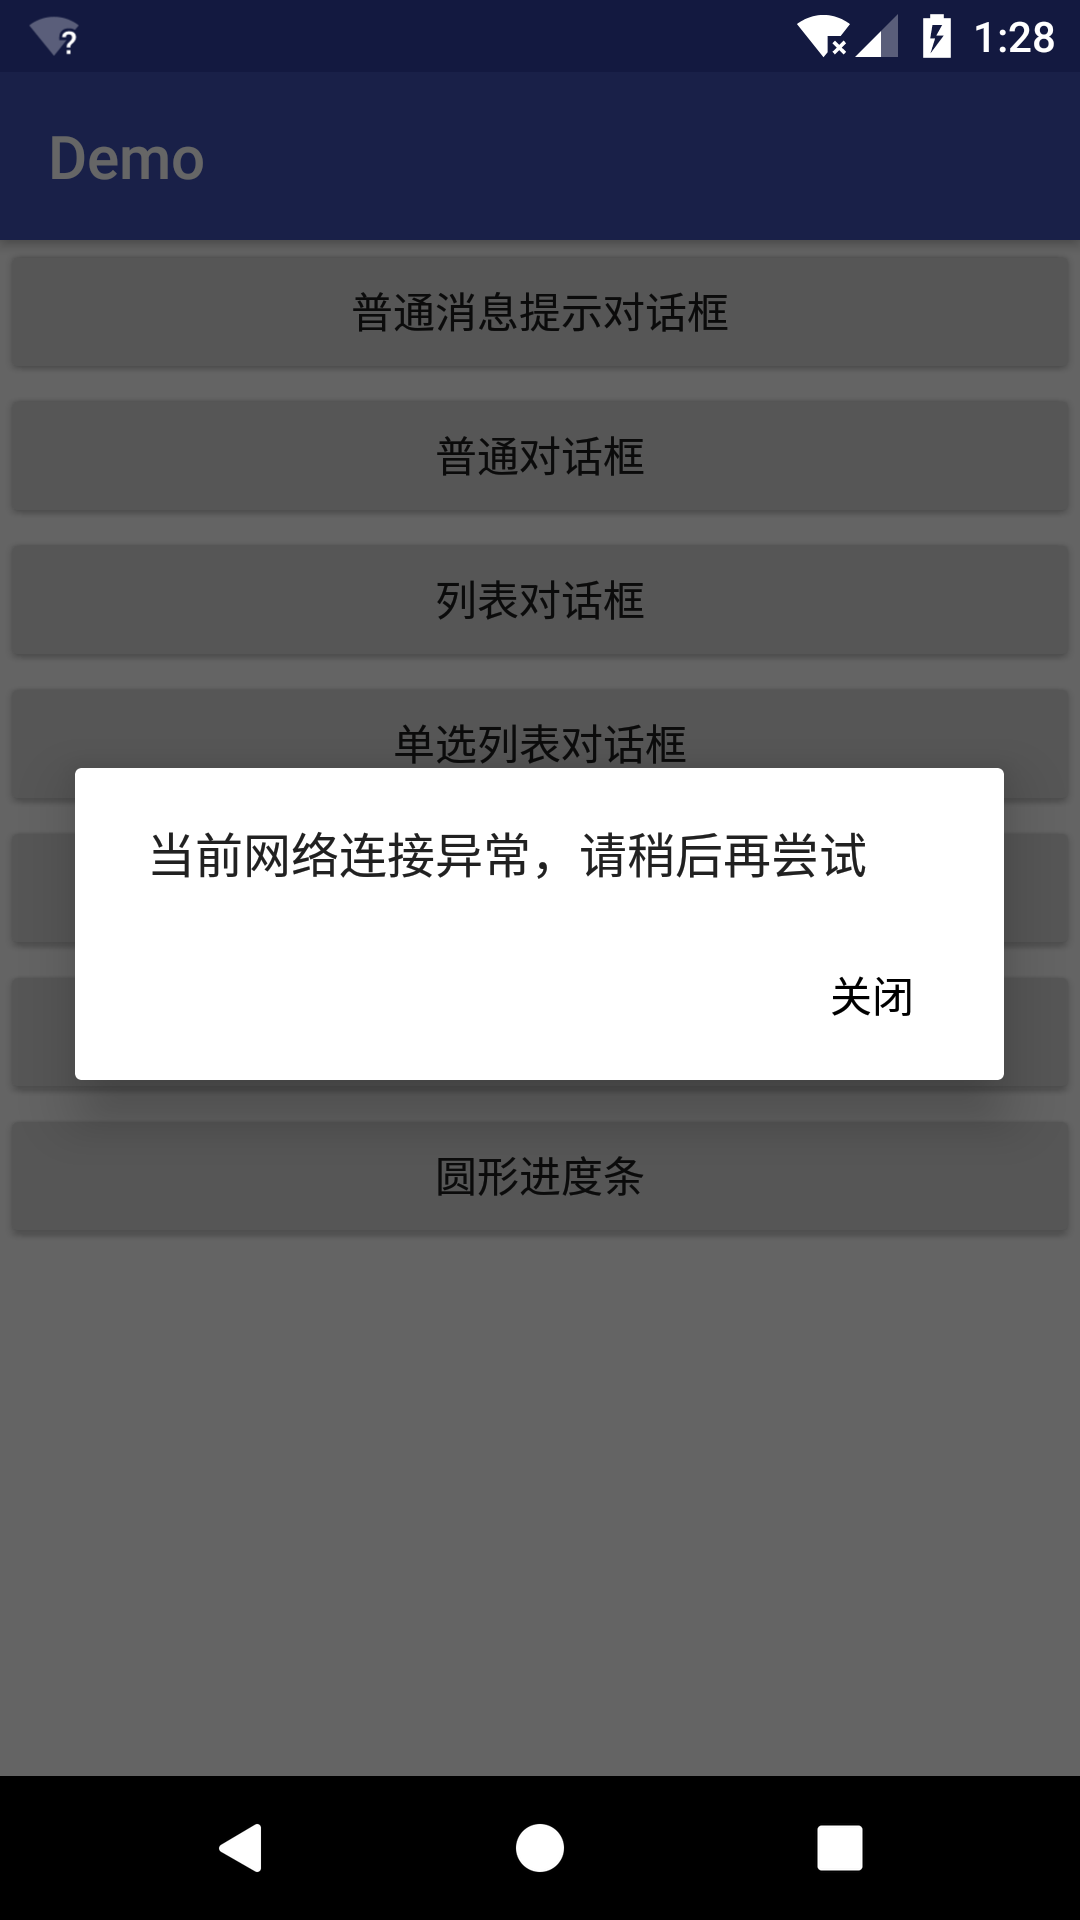 1:28
Demo
普通消息提示对话框
普通对话框
列表对话框
单选列表对话框
当前网络连接异常，请稍后再尝试
关闭
圆形进度条